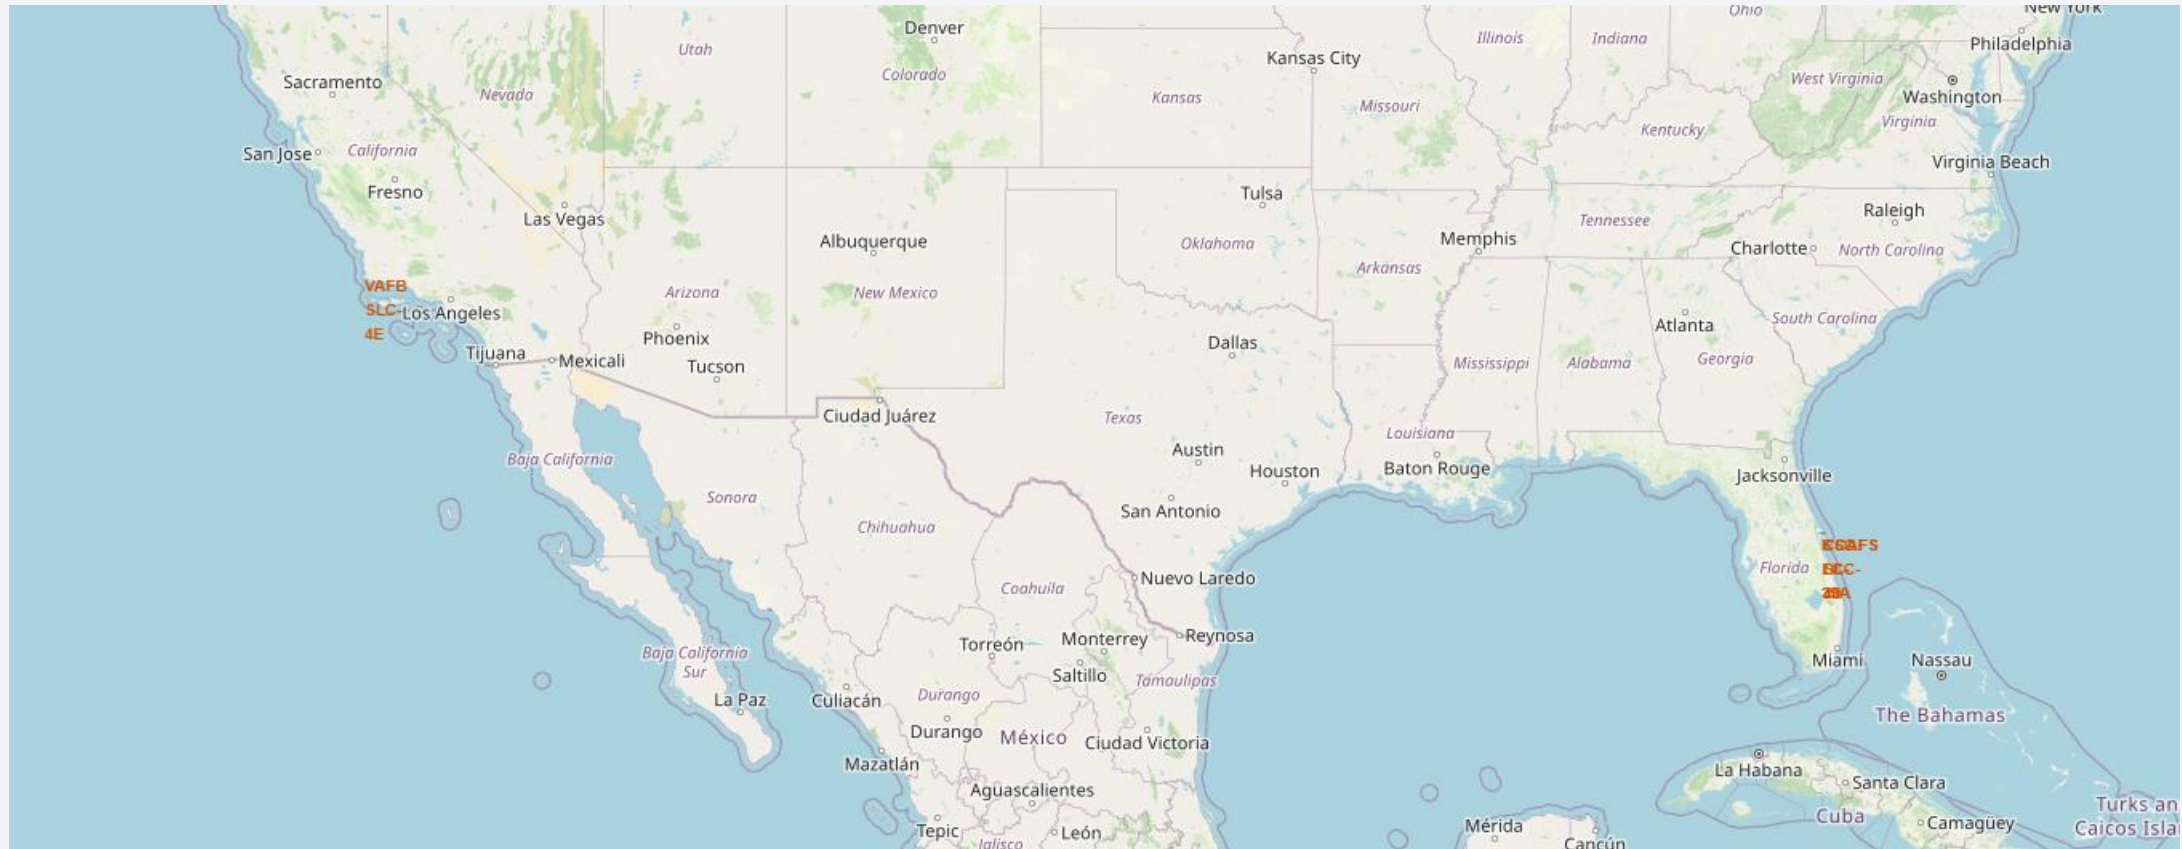 New York
Ohio
Denver
Illinois
Indiana
Utah
Philadelphia
Kansas City
Colorado
Sacramento
West Virginia
Nevada
Kansas
Missouri
Washington
Virginia
Kentucky
San Jose
California
Virginia Beach
Fresno
Tulsa
Las Vegas
Raleigh
Tennessee
Albuquerque
Oklahoma
Memphis
Charlotte
North Carolina
Arkansas
VAFB
SLC-
4E
Arizona
New Mexico
Los Angeles
South Carolina
Atlanta
Phoenix
Dallas
Tijuana
Mexicali
Tucson
Mississippi
Alabama
Georgia
Ciudad Juárez
Texas
Louisiana
Austin
Baja California
Houston
Baton Rouge
Jacksonville
Sonora
San Antonio
Chihuahua
Florida
Nuevo Laredo
Coahuila
Reynosa
Torreón
Monterrey
Baja California
Sur
Miami
Nassau
Saltillo
Tamaulipas
La Paz
Culiacán
Durango
The Bahamas
Durango
México
Ciudad Victoria
Mazatlán
La Habana
Santa Clara
Aguascalientes
Turks an
Caicos Isla
Cuba
Camagüey
Tepic
León
Mérida
Jalisco
Cancún